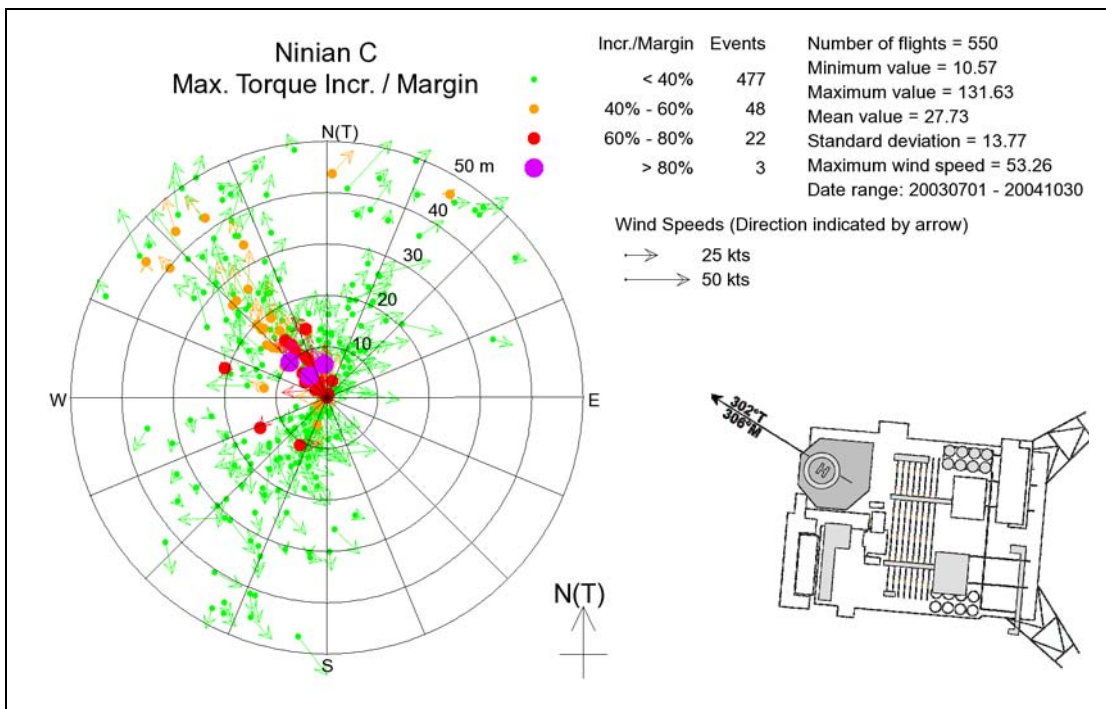 Ninian C
Max. Torque Incr. / Margin
Incr./Margin Events
< 40% 477
40% - 60% 48
60% - 80% 22
> 80% 3
Number of flights = 550
Minimum value = 10.57
Maximum value = 131.63
Mean value = 27.73
Standard deviation = 13.77
Maximum wind speed = 53.26
Date range: 20030701 - 20041030
Wind Speeds (Direction indicated by arrow)
25 kts
50 kts
N(T)
50 m
40
30
20
10
W
E
S
302°T
306°M
H
N(T)